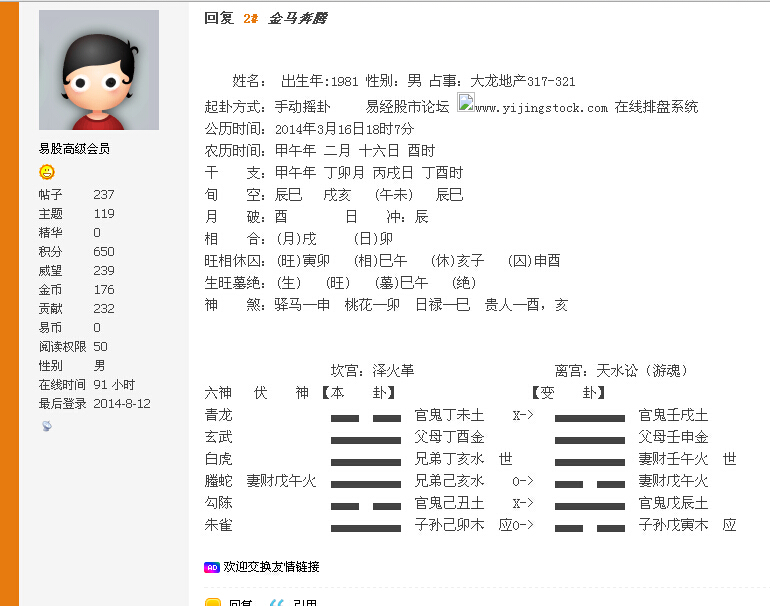 回复 2# 金马奔腾
姓名： 出生年:1981 性别：男 占事：大龙地产317-321
起卦方式：手动摇卦 易经股市论坛 www.yijingstock.com 在线排盘系统
公历时间：2014年3月16日18时7分
农历时间：甲午年 二月 十六日 酉时
干 支：甲午年 丁卯月 丙戌日 丁酉时
旬 空：辰巳 戌亥 (午未) 辰巳
月 破：酉 日 冲：辰
相 合：(月)戌 (日)卯
旺相休囚：(旺)寅卯 (相)巳午 (休)亥子 (囚)申酉
生旺墓绝：(生) (旺) (墓)巳午 (绝)
神 煞：驿马—申 桃花—卯 日禄—巳 贵人—酉，亥
坎宫：泽火革 离宫：天水讼（游魂）
六神 伏 神 【本 卦】 【变 卦】
青龙 官鬼丁未土 X-> 官鬼壬戌土
玄武 父母丁酉金 父母壬申金
白虎 兄弟丁亥水 世 妻财壬午火 世
螣蛇 妻财戊午火 兄弟己亥水 O-> 妻财戊午火
勾陈 官鬼己丑土 X-> 官鬼戊辰土
朱雀 子孙己卯木 应O-> 子孙戊寅木 应
AD 欢迎交换友情链接
回复 引用
易股高级会员
帖子 237
主题 119
精华 0
积分 650
威望 239
金币 176
贡献 232
易币 0
阅读权限 50
性别 男
在线时间 91 小时
最后登录 2014-8-12